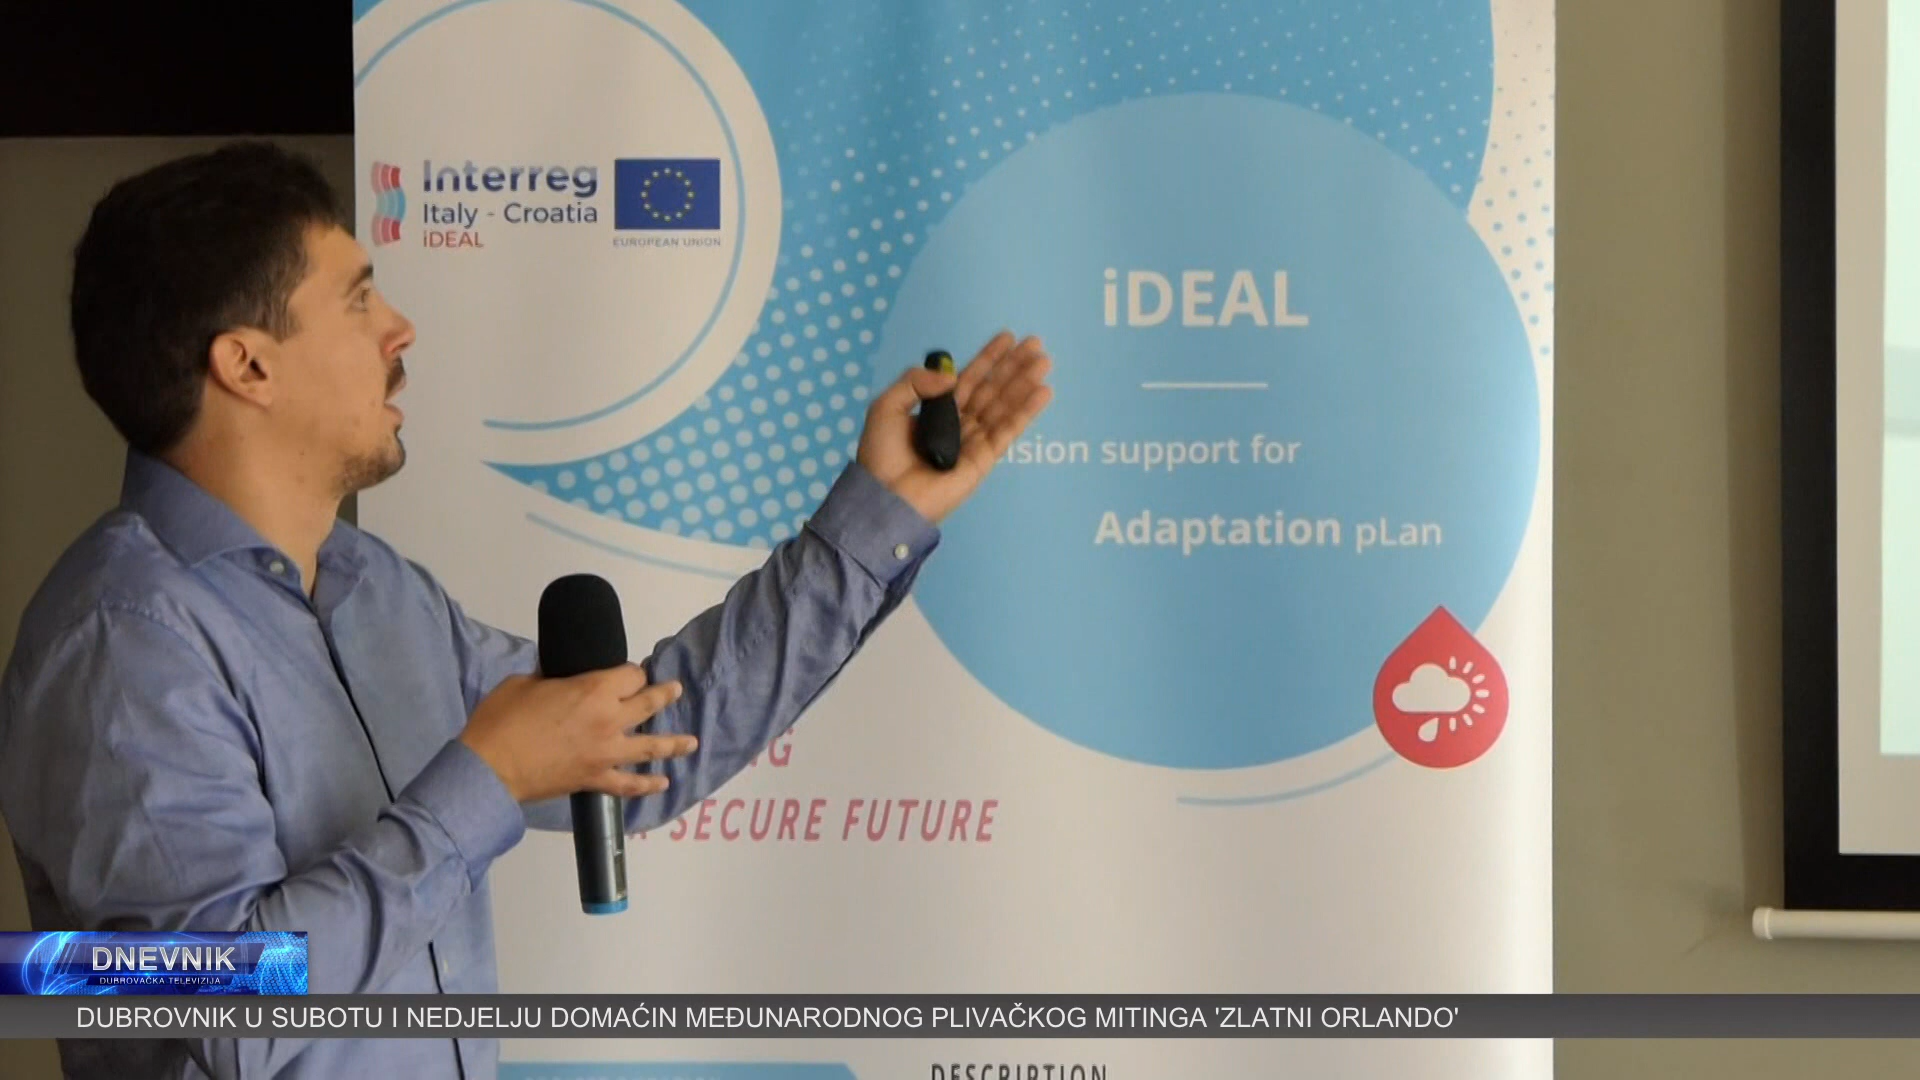 Interreg
Italy - Croatia
iDEAL
EUROPEAN UNION
iDEAL
support for
Adaptation pLan
SECURE FUTURE
DNEVNIK
DUBROVAČKA TELEVIZIJA
DUBROVNIK U SUBOTU I NEDJELJU DOMAĆIN MEĐUNARODNOG PLIVAČKOG MITINGA 'ZLATNI ORLANDO'
DESCRIPTION